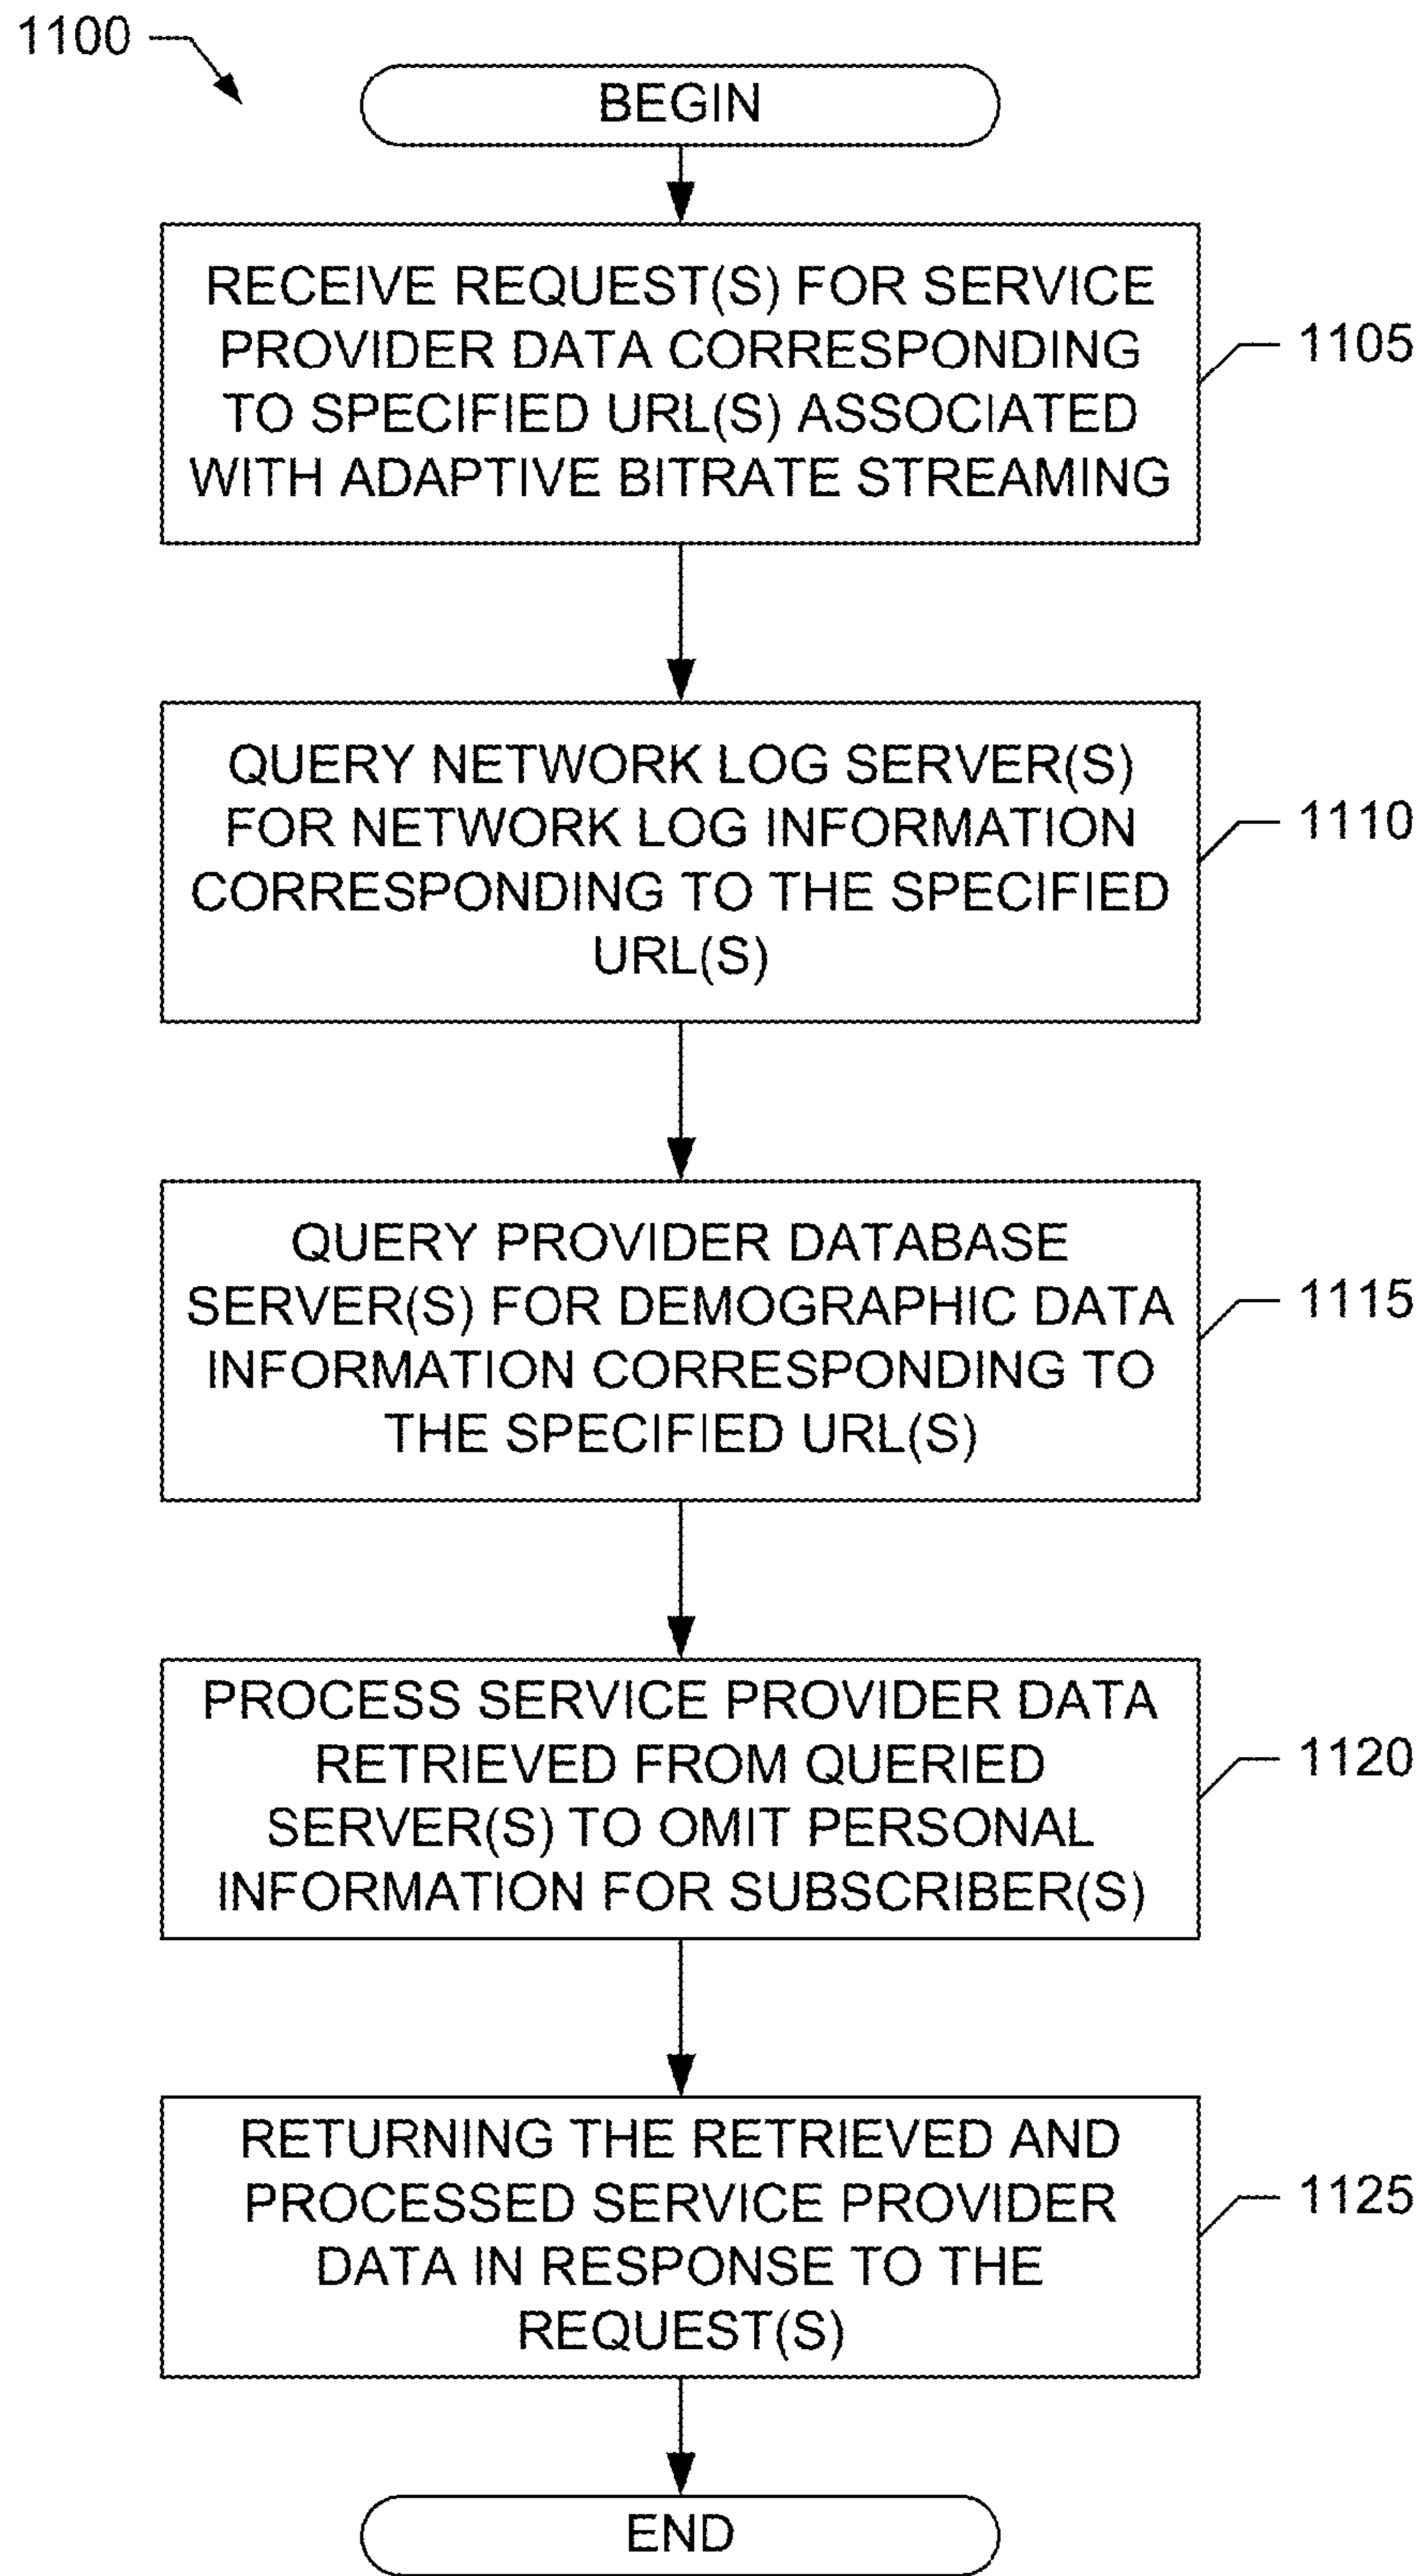 1100
BEGIN
RECEIVE REQUEST(S) FOR SERVICE
PROVIDER DATA CORRESPONDING
TO SPECIFIED URL(S) ASSOCIATED
WITH ADAPTIVE BITRATE STREAMING
1105
QUERY NETWORK LOG SERVER(S)
FOR NETWORK LOG INFORMATION
CORRESPONDING TO THE SPECIFIED
URL(S)
1110
QUERY PROVIDER DATABASE
SERVER(S) FOR DEMOGRAPHIC DATA
INFORMATION CORRESPONDING TO
THE SPECIFIED URL(S)
1115
PROCESS SERVICE PROVIDER DATA
RETRIEVED FROM QUERIED
SERVER(S) TO OMIT PERSONAL
INFORMATION FOR SUBSCRIBER(S)
1120
RETURNING THE RETRIEVED AND
PROCESSED SERVICE PROVIDER
DATA IN RESPONSE TO THE
REQUEST(S)
1125
END